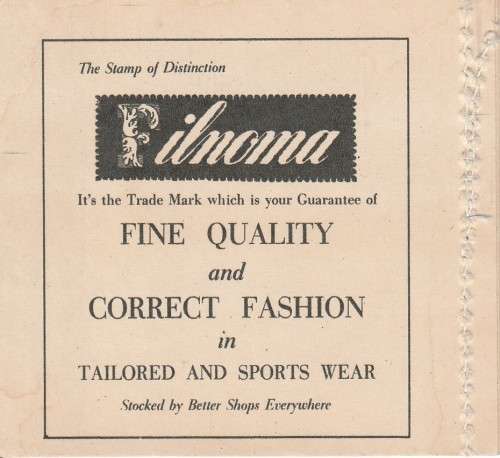 The Stamp of Distinction
Filnoma
It's the Trade Mark which is your Guarantee of
FINE QUALITY
and
CORRECT FASHION
in
TAILORED AND SPORTS WEAR
Stocked by Better Shops Everywhere